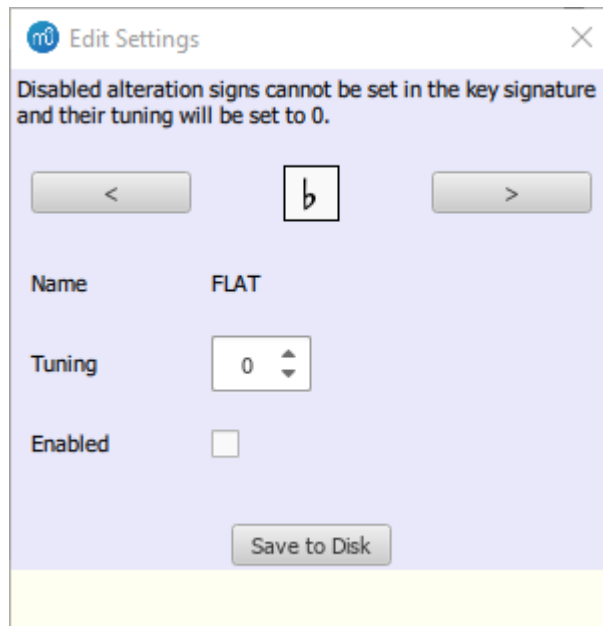 Edit Settings
Disabled alteration signs cannot be set in the key signature
and their tuning will be set to 0.
< ♭ >
Name FLAT
Tuning 0
Enabled
Save to Disk